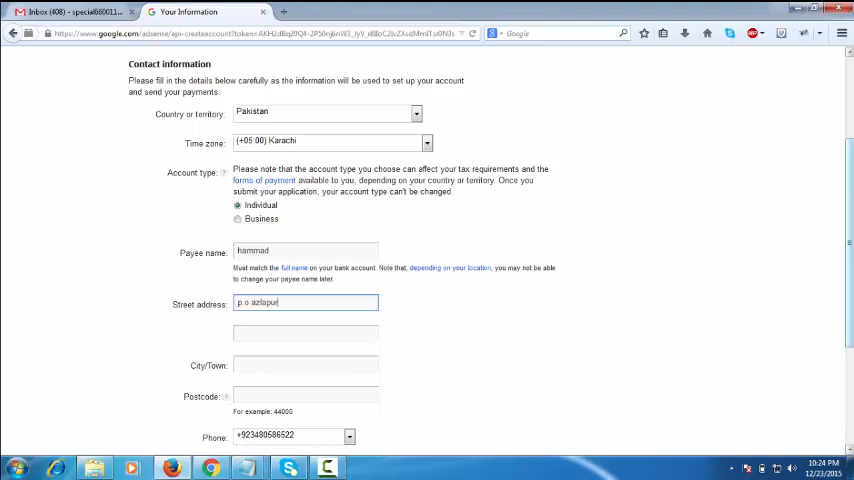 Inbox (408) - special660011...
Your Information
https://www.google.com/adsense/api-createaccount?token=
Google
ABP
Contact information
Please fill in the details below carefully as the information will be used to set up your account
and send your payments.
Country or territory: Pakistan
Time zone: (+05:00) Karachi
Account type: ? Please note that the account type you choose can affect your tax requirements and the
forms of payment available to you, depending on your country or territory. Once you
submit your application, your account type can't be changed.
Individual
Business
Payee name: hammad
Must match the full name on your bank account. Note that, depending on your location, you may not be able
to change your payee name later.
Street address: p.o aztapur
City/Town:
Postcode: ?
For example: 44000
Phone: +923480586522
10:24 PM
12/23/2015